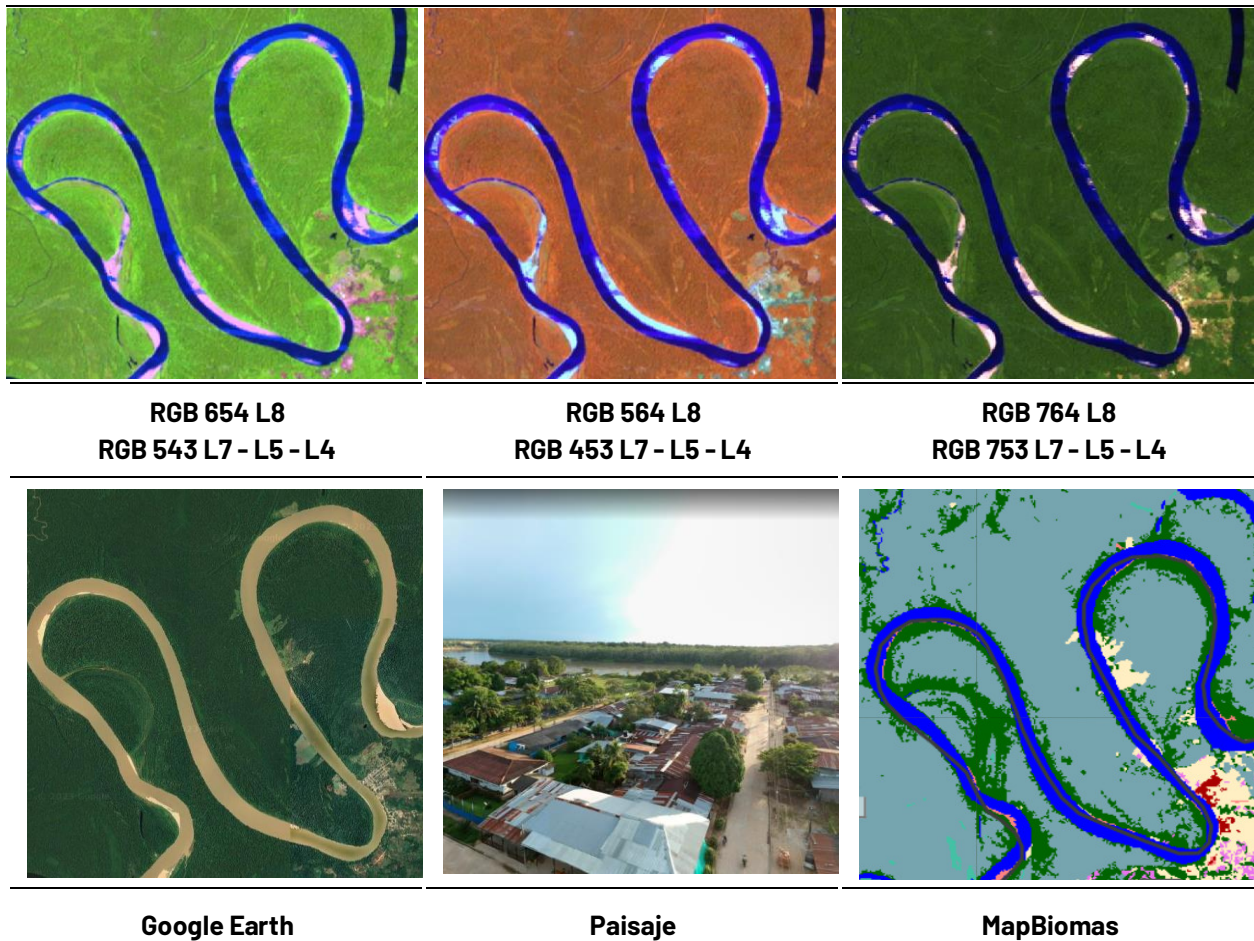 RGB 654 L8
RGB 543 L7 - L5 - L4
RGB 564 L8
RGB 453 L7 - L5 - L4
RGB 764 L8
RGB 753 L7 - L5 - L4
Google Earth
Paisaje
MapBiomas